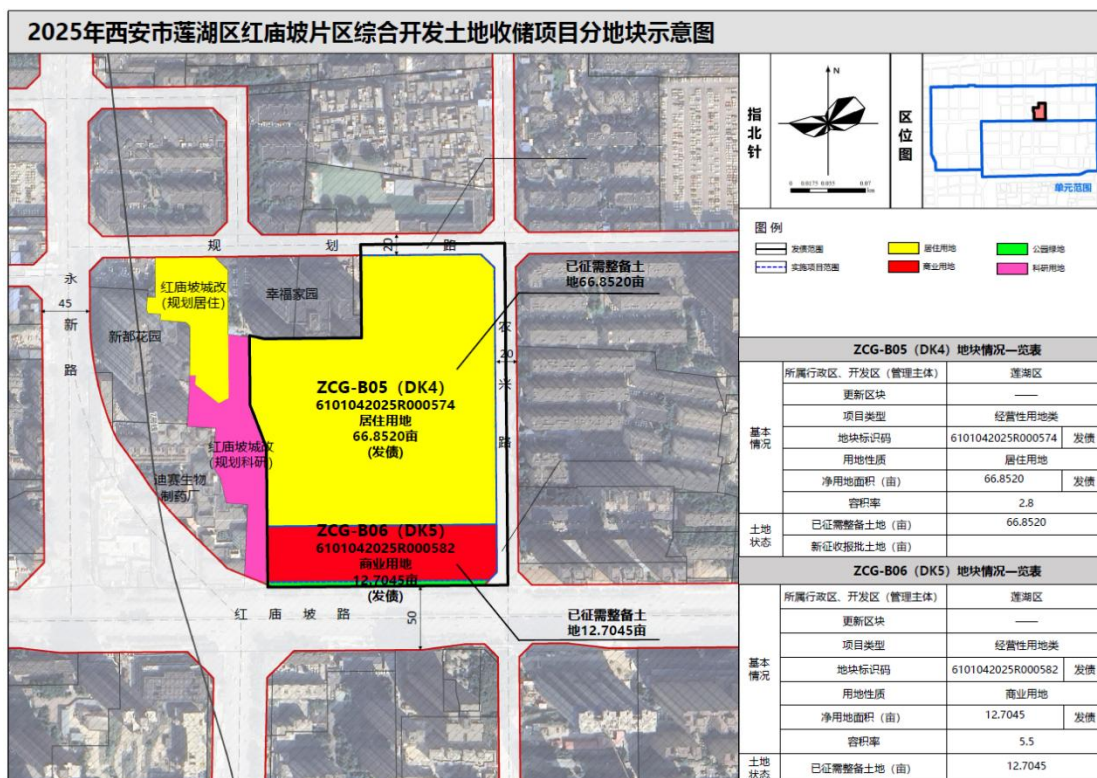 2025年西安市莲湖区红庙坡片区综合开发土地收储项目分地块示意图
规 划 路
20
永新路
45
红庙坡城改
(规划居住)
幸福家园
新都花园
红庙坡城改
(规划科研)
迪赛生物
制药厂
农兴路
20
已征需整备土
地66.8520亩
ZCG-B05（DK4）
6101042025R000574
居住用地
66.8520亩
(发债)
ZCG-B06（DK5）
6101042025R000582
商业用地
12.7045亩
(发债)
红 庙 坡 路
50
已征需整备土
地12.7045亩
指北针
N
0 0.0175 0.035 0.07
km
区位图
单元范围
图 例
发债范围
居住用地
公园绿地
实施项目范围
商业用地
科研用地
ZCG-B05（DK4）地块情况一览表
基本情况
所属行政区、开发区（管理主体） 莲湖区
更新区块 ——
项目类型 经营性用地类
地块标识码 6101042025R000574 发债
用地性质 居住用地
净用地面积（亩） 66.8520 发债
容积率 2.8
土地状态
已征需整备土地（亩） 66.8520
新征收报批土地（亩）
ZCG-B06（DK5）地块情况一览表
基本情况
所属行政区、开发区（管理主体） 莲湖区
更新区块 ——
项目类型 经营性用地类
地块标识码 6101042025R000582 发债
用地性质 商业用地
净用地面积（亩） 12.7045 发债
容积率 5.5
土地状态
已征需整备土地（亩） 12.7045